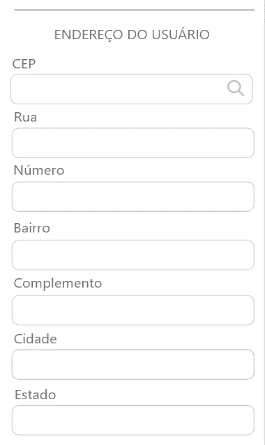 ENDEREÇO DO USUÁRIO
CEP
Rua
Número
Bairro
Complemento
Cidade
Estado